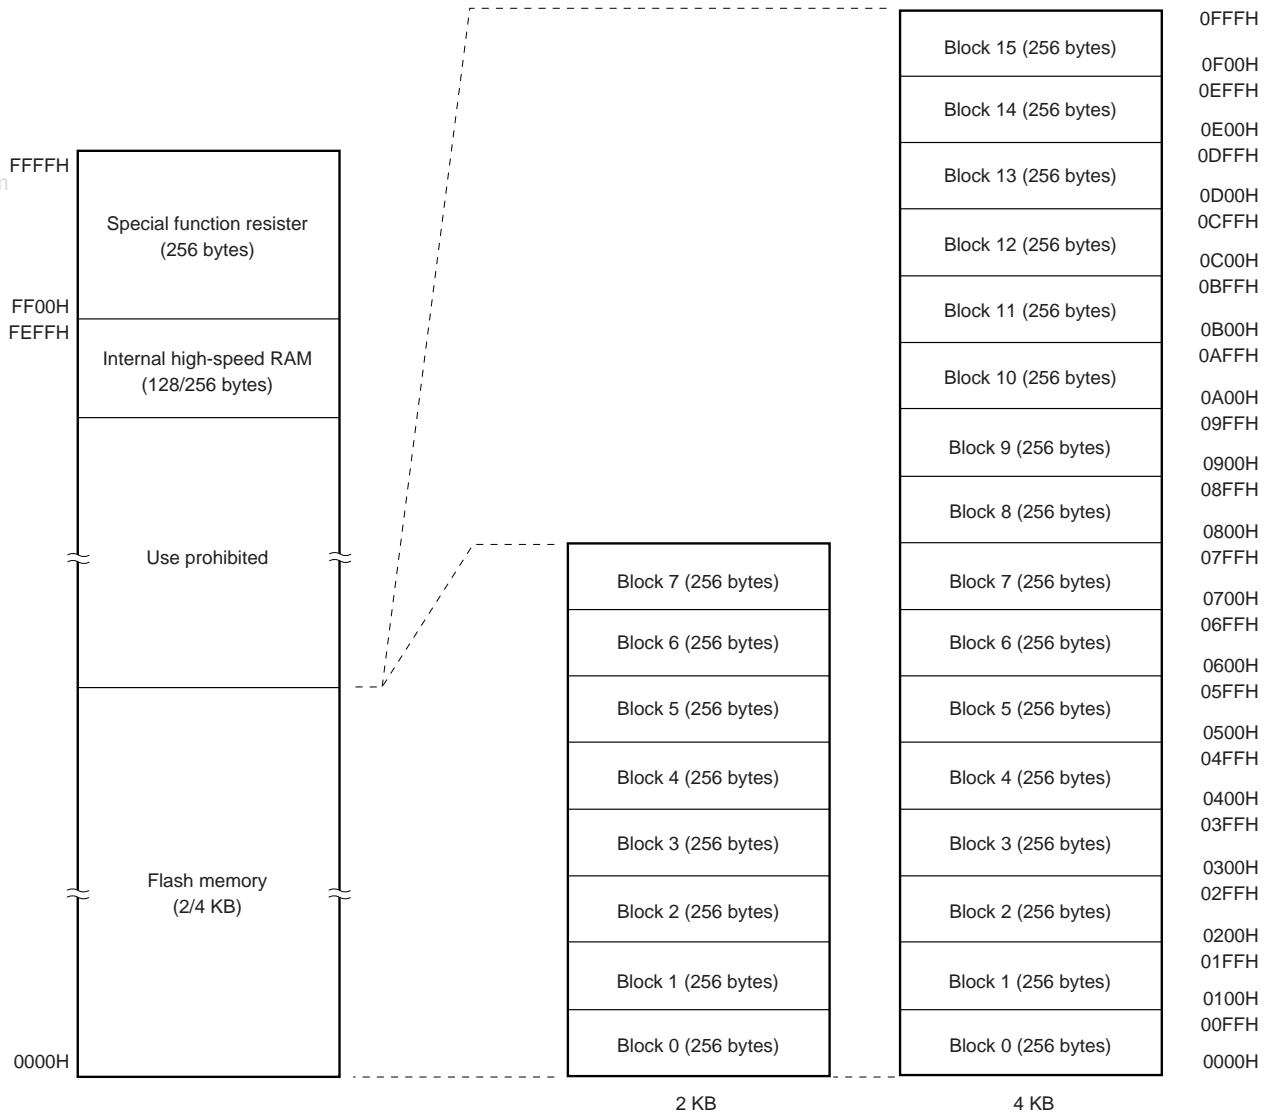 FFFFH
m
Special function resister
(256 bytes)
FF00H
FEFFH
Internal high-speed RAM
(128/256 bytes)
Use prohibited
Flash memory
(2/4 KB)
0000H
Block 7 (256 bytes)
Block 6 (256 bytes)
Block 5 (256 bytes)
Block 4 (256 bytes)
Block 3 (256 bytes)
Block 2 (256 bytes)
Block 1 (256 bytes)
Block 0 (256 bytes)
2 KB
Block 15 (256 bytes)
Block 14 (256 bytes)
Block 13 (256 bytes)
Block 12 (256 bytes)
Block 11 (256 bytes)
Block 10 (256 bytes)
Block 9 (256 bytes)
Block 8 (256 bytes)
Block 7 (256 bytes)
Block 6 (256 bytes)
Block 5 (256 bytes)
Block 4 (256 bytes)
Block 3 (256 bytes)
Block 2 (256 bytes)
Block 1 (256 bytes)
Block 0 (256 bytes)
4 KB
0FFFH
0F00H
0EFFH
0E00H
0DFFH
0D00H
0CFFH
0C00H
0BFFH
0B00H
0AFFH
0A00H
09FFH
0900H
08FFH
0800H
07FFH
0700H
06FFH
0600H
05FFH
0500H
04FFH
0400H
03FFH
0300H
02FFH
0200H
01FFH
0100H
00FFH
0000H